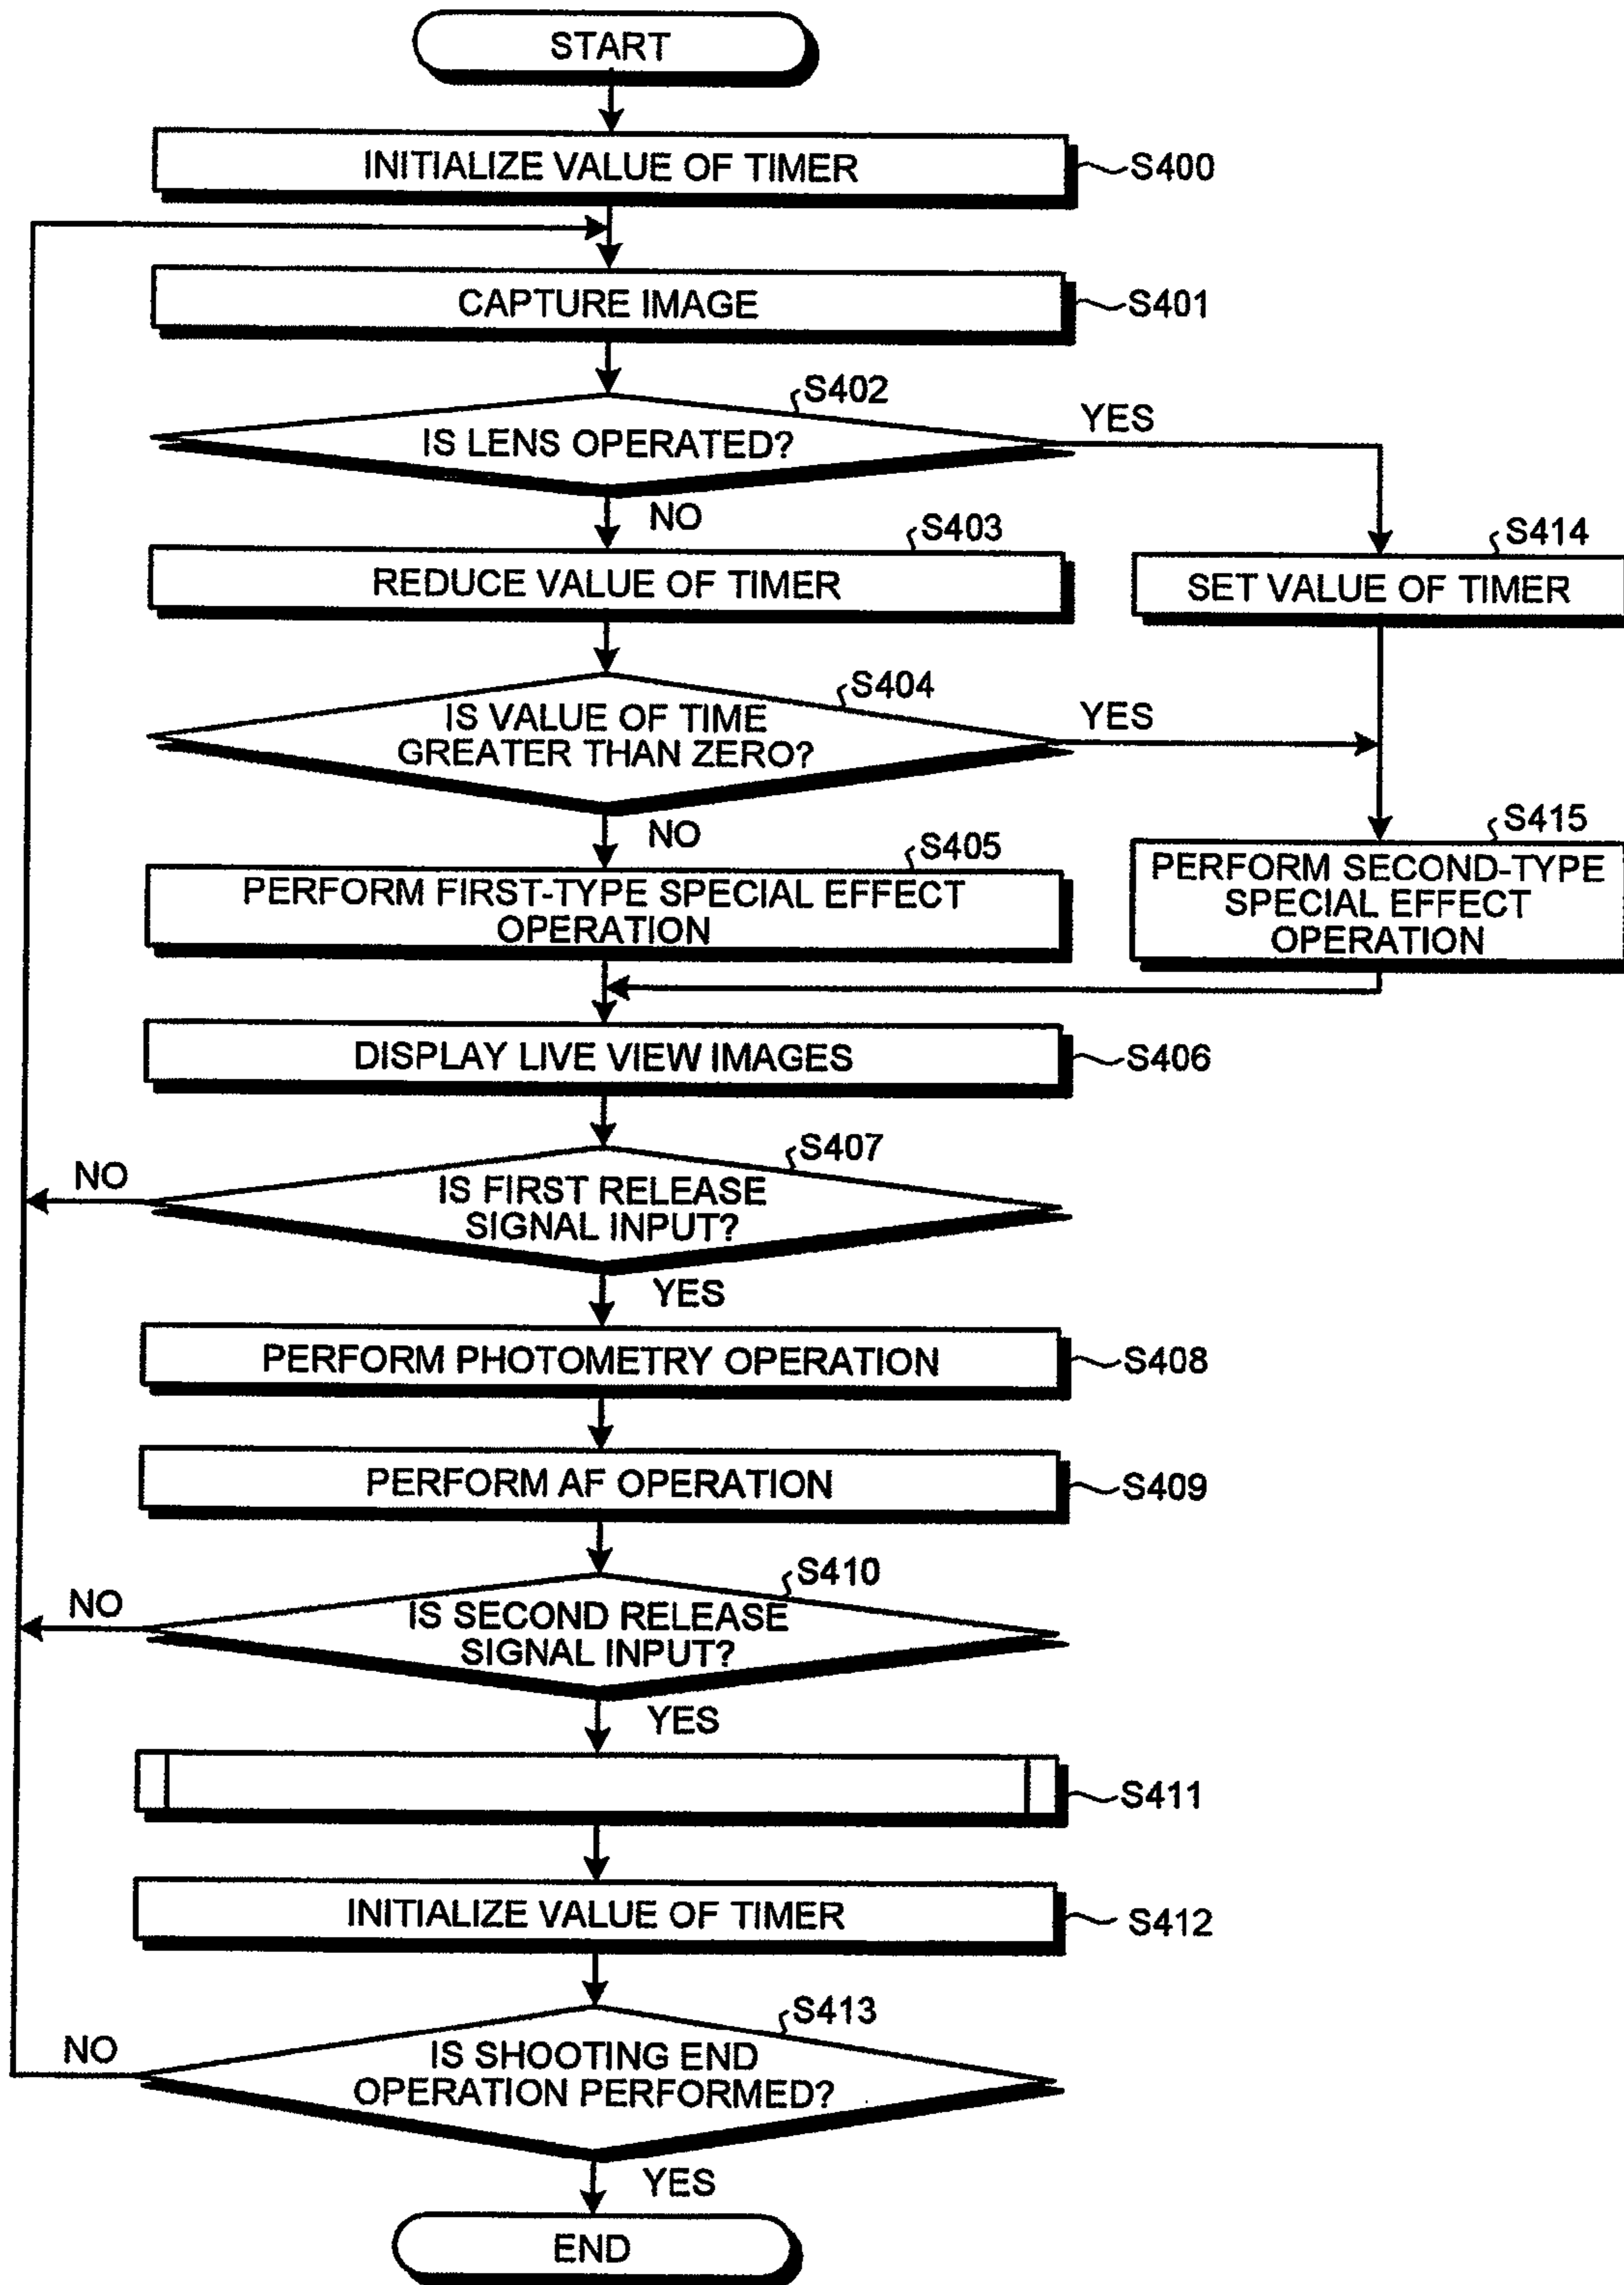 START
INITIALIZE VALUE OF TIMER
S400
CAPTURE IMAGE
S401
S402
IS LENS OPERATED?
YES
NO
S403
REDUCE VALUE OF TIMER
S414
SET VALUE OF TIMER
S404
IS VALUE OF TIME
GREATER THAN ZERO?
YES
NO
S405
PERFORM FIRST-TYPE SPECIAL EFFECT
OPERATION
S415
PERFORM SECOND-TYPE
SPECIAL EFFECT
OPERATION
DISPLAY LIVE VIEW IMAGES
S406
S407
NO
IS FIRST RELEASE
SIGNAL INPUT?
YES
PERFORM PHOTOMETRY OPERATION
S408
PERFORM AF OPERATION
S409
S410
NO
IS SECOND RELEASE
SIGNAL INPUT?
YES
S411
INITIALIZE VALUE OF TIMER
S412
S413
NO
IS SHOOTING END
OPERATION PERFORMED?
YES
END